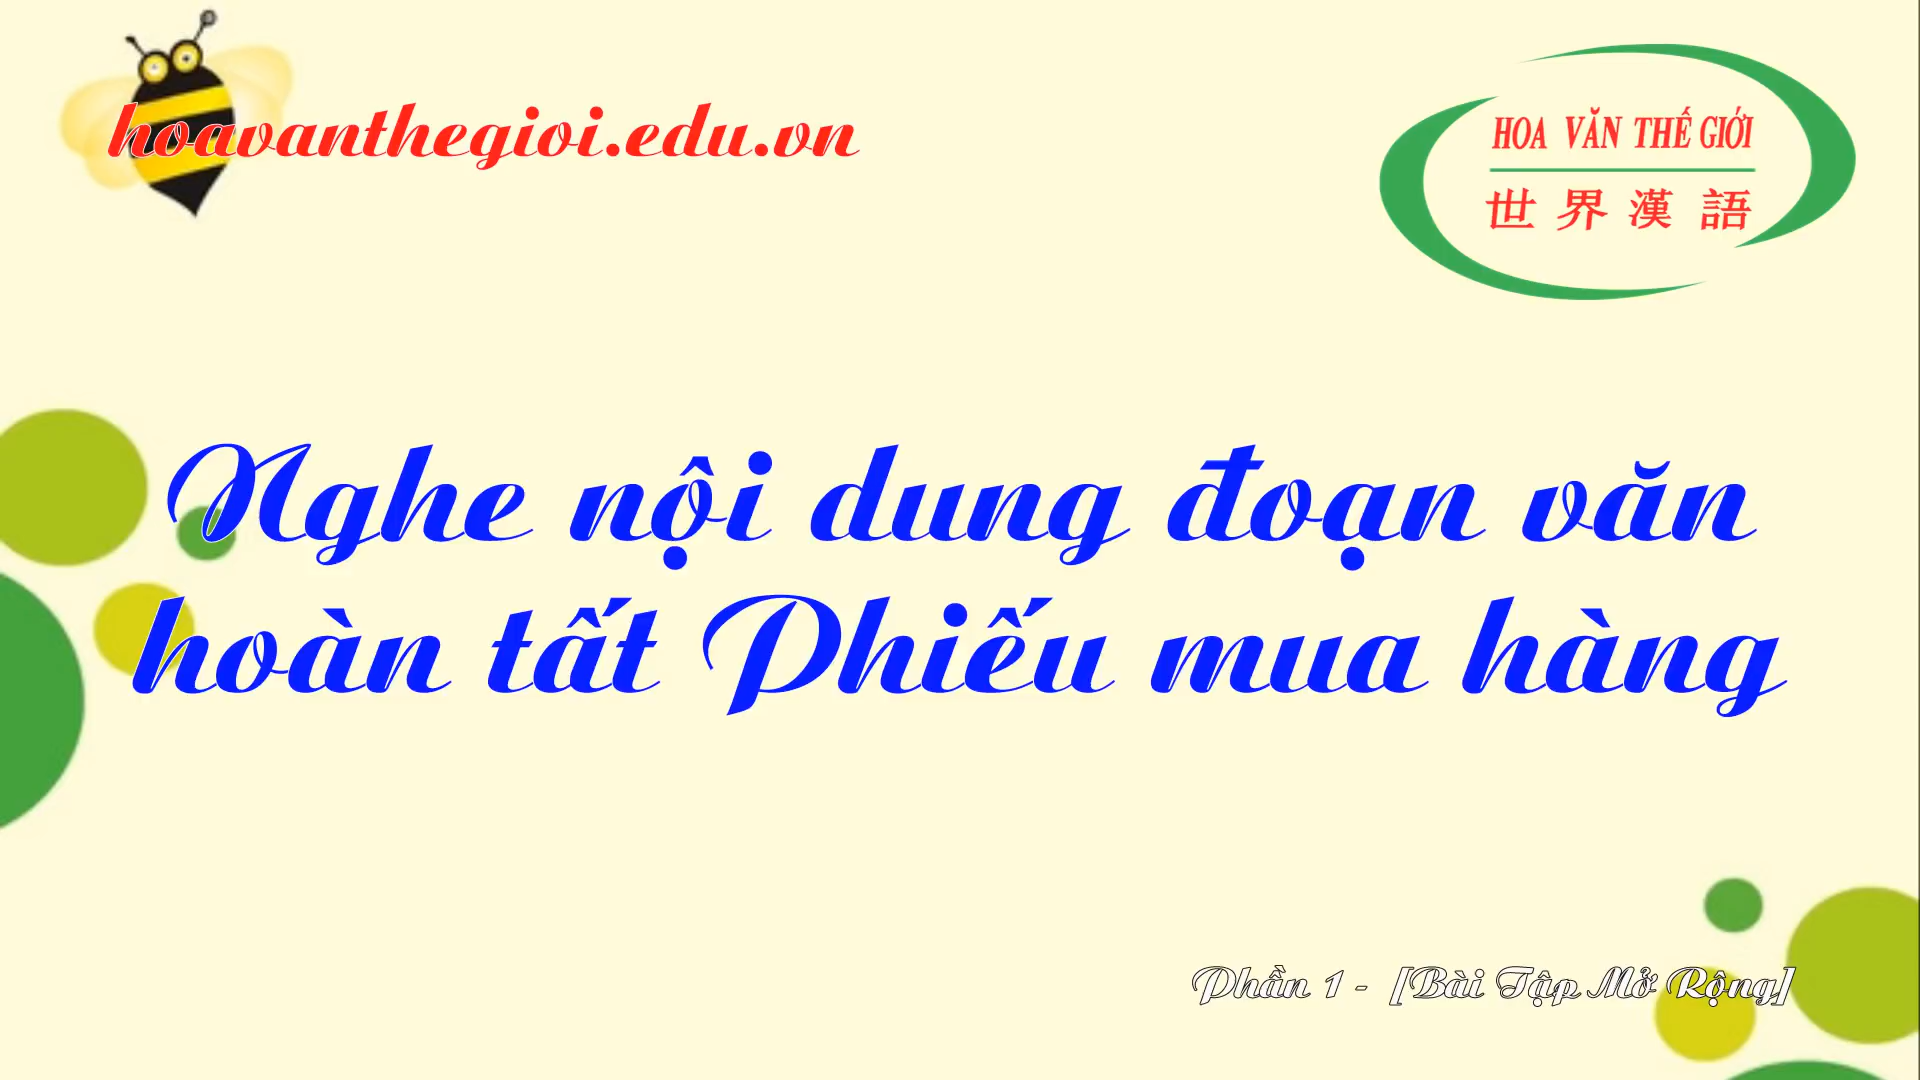 hoavanthegioi.edu.vn
HOA VĂN THẾ GIỚI
世界漢語
Nghe nội dung đoạn văn
hoàn tất Phiếu mua hàng
Phần 1 - [Bài Tập Mở Rộng]